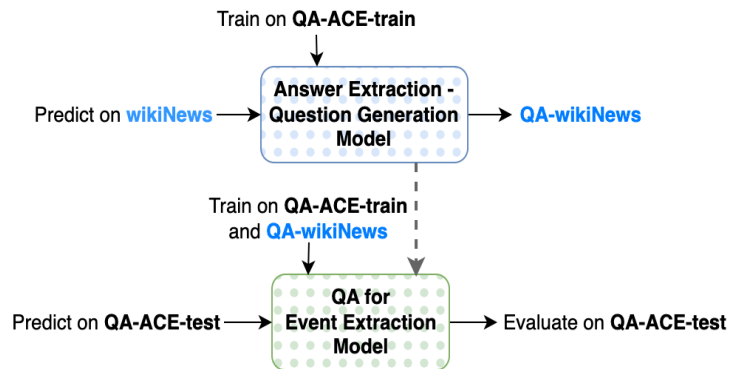 Train on QA-ACE-train
Answer Extraction -
Predict on wikiNews
Question Generation
QA-wikiNews
Model
Train on QA-ACE-train
and QA-wikiNews
QA for
Predict on QA-ACE-test
Event Extraction
Evaluate on QA-ACE-test
Model